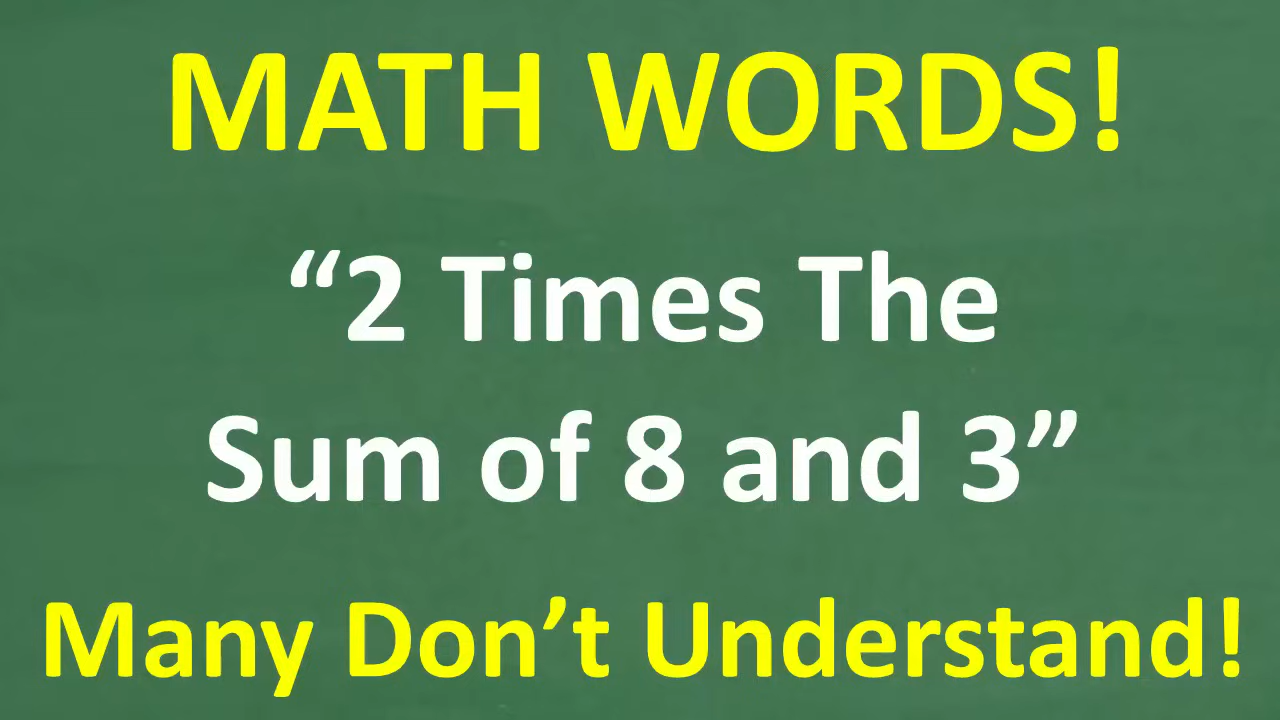 MATH WORDS!
“2 Times The
Sum of 8 and 3”
Many Don’t Understand!